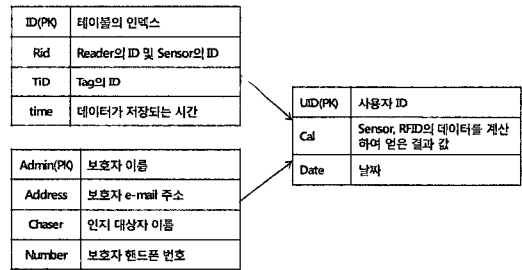 ID(PK) 테이블의 인덱스
Rid Reader의 ID 및 Sensor의 ID
TiD Tag의 ID
time 데이터가 저장되는 시간
Admin(PK) 보호자 이름
Address 보호자 e-mail 주소
Chaser 인지 대상자 이름
Number 보호자 핸드폰 번호
UID(PK) 사용자 ID
Cal Sensor, RFID의 데이터를 계산
하여 얻은 결과 값
Date 날짜